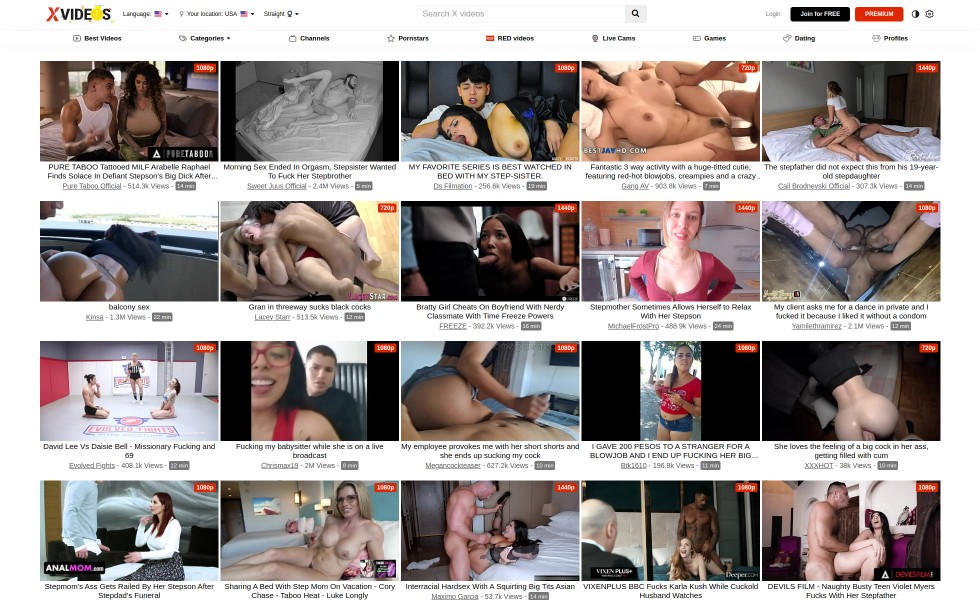 XVIDEOS
Language:
Your location: USA
Straight
Search X videos
Login
Join for FREE
PREMIUM
Best Videos
Categories
Channels
Pornstars
RED videos
Live Cams
Games
Dating
Profiles
1080p
1080p
720p
1440p
PURETABOO
BESTJAVHD.COM
PURE TABOO Tattooed MILF Arabelle Raphael
Finds Solace In Defiant Stepson's Big Dick After...
Pure Taboo Official - 514.3k Views - 14 min
Morning Sex Ended In Orgasm, Stepsister Wanted
To Fuck Her Stepbrother
Sweet Juus Official - 2.4M Views - 5 min
MY FAVORITE SERIES IS BEST WATCHED IN
BED WITH MY STEP-SISTER.
Ds Filmation - 256.6k Views - 19 min
Fantastic 3 way activity with a huge-titted cutie,
featuring red-hot blowjobs, creampies and a crazy..
Gang AV - 903.8k Views - 7 min
The stepfather did not expect this from his 19-year-
old stepdaughter
Cail Brodnevski Official - 307.3k Views - 14 min
720p
1440p
1440p
1080p
LACEYSTARR.com
FREEZE
balcony sex
Kinsa - 1.3M Views - 22 min
Gran in threeway sucks black cocks
Lacey Starr - 513.5k Views - 12 min
Bratty Girl Cheats On Boyfriend With Nerdy
Classmate With Time Freeze Powers
FREEZE - 392.2k Views - 16 min
Stepmother Sometimes Allows Herself to Relax
With Her Stepson
MichaelFrostPro - 488.9k Views - 24 min
My client asks me for a dance in private and I
fucked it because I liked it without a condom
Yamilethramirez - 2.1M Views - 12 min
1080p
1080p
1080p
1080p
720p
EVOLVED FIGHTS
David Lee Vs Daisie Bell - Missionary Fucking and
69
Evolved Fights - 408.1k Views - 12 min
Fucking my babysitter while she is on a live
broadcast
Chrismax19 - 2M Views - 8 min
My employee provokes me with her short shorts and
she ends up sucking my cock
Megancockteaser - 627.2k Views - 10 min
I GAVE 200 PESOS TO A STRANGER FOR A
BLOWJOB AND I END UP FUCKING HER BIG...
Btk1610 - 196.8k Views - 11 min
She loves the feeling of a big cock in her ass,
getting filled with cum
XXXHOT - 38k Views - 10 min
1080p
1080p
1440p
1080p
1080p
ANALMOM.com
VIXEN PLUS+
Deeper.com
DEVILS FILM
Stepmom's Ass Gets Railed By Her Stepson After
Stepdad's Funeral
Sharing A Bed With Step Mom On Vacation - Cory
Chase - Taboo Heat - Luke Longly
Interracial Hardsex With A Squirting Big Tits Asian
Maximo Garcia - 53.7k Views - 14 min
VIXENPLUS BBC Fucks Karla Kush While Cuckold
Husband Watches
DEVILS FILM - Naughty Busty Teen Violet Myers
Fucks With Her Stepfather